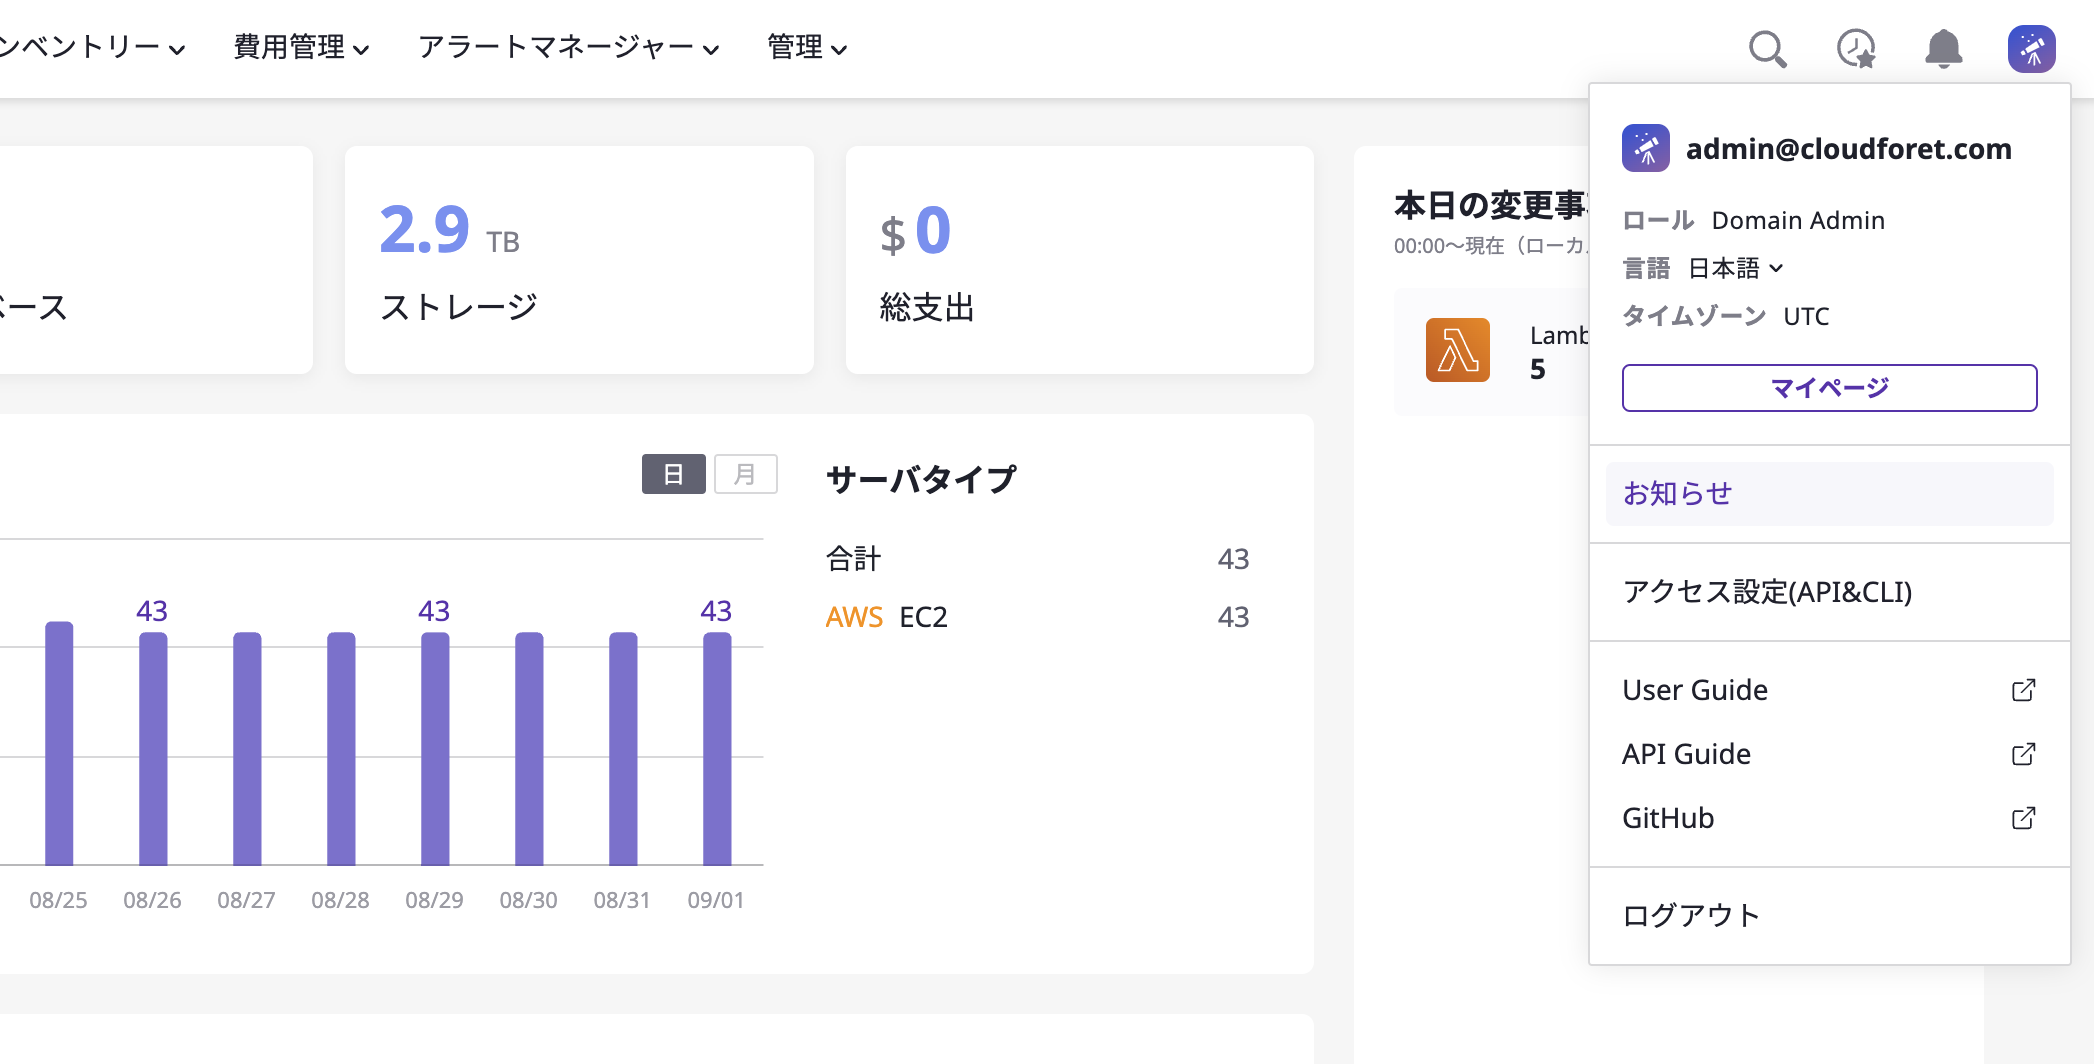 ンベントリー
費用管理
アラートマネージャー
管理
admin@cloudforet.com
ロール Domain Admin
言語 日本語
タイムゾーン UTC
マイページ
お知らせ
アクセス設定(API&CLI)
User Guide
API Guide
GitHub
ログアウト
ベース
2.9 TB
ストレージ
$ 0
総支出
本日の変更事
00:00～現在（ローカ
Lamb
5
日
月
サーバタイプ
合計 43
AWS EC2 43
43
43
43
08/25
08/26
08/27
08/28
08/29
08/30
08/31
09/01